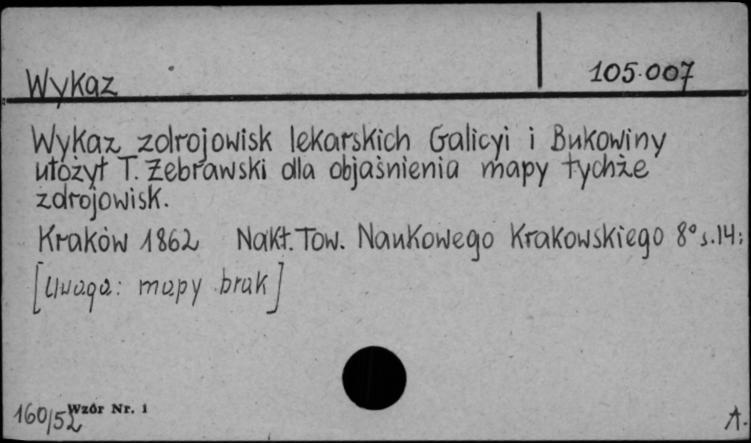 Wykaz
105.007
Wykaz zdrojowisk lekarskich Galicyi i Bukowiny
ułożył T. Żebrawski dla objaśnienia mapy tychże
zdrojowisk.
Kraków 1862 Nakł. Tow. Naukowego Krakowskiego 8° s. 14;
[Uwaga: mapy brak]
160/52 Wzór Nr. 1
A.